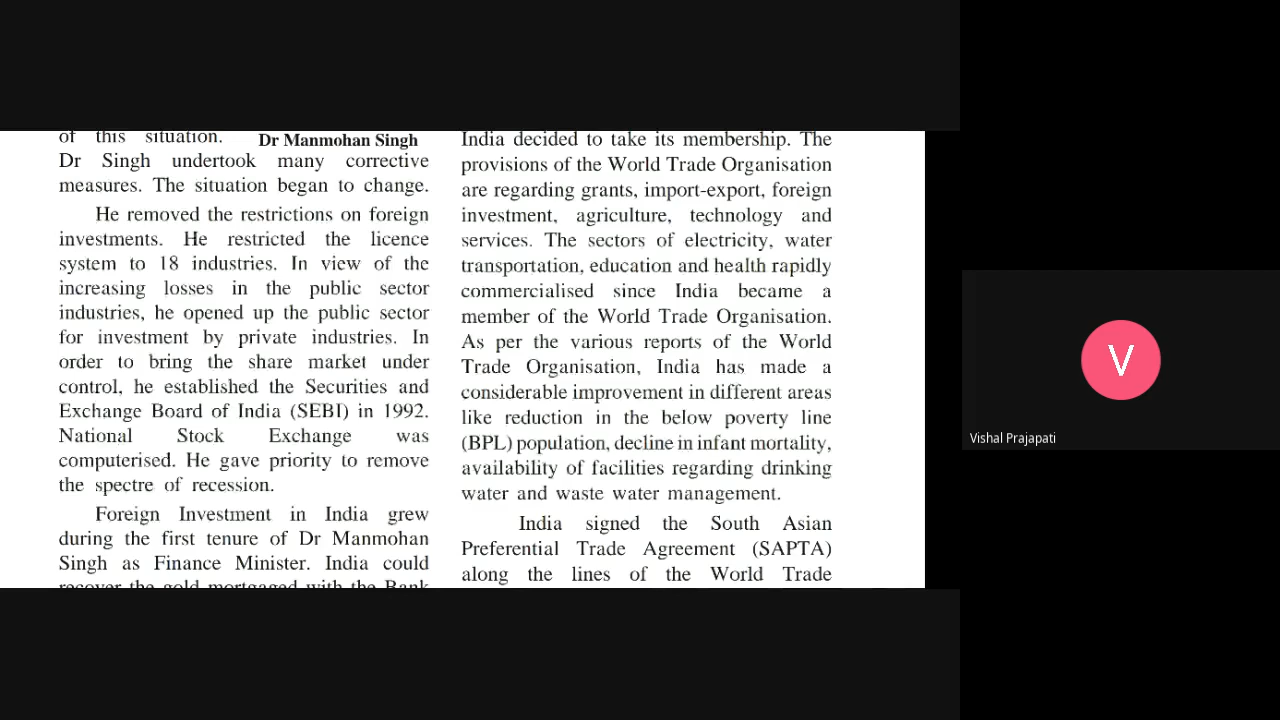 of this situation.
Dr Manmohan Singh
Dr Singh undertook many corrective
measures. The situation began to change.
He removed the restrictions on foreign
investments. He restricted the licence
system to 18 industries. In view of the
increasing losses in the public sector
industries, he opened up the public sector
for investment by private industries. In
order to bring the share market under
control, he established the Securities and
Exchange Board of India (SEBI) in 1992.
National Stock Exchange was
computerised. He gave priority to remove
the spectre of recession.
Foreign Investment in India grew
during the first tenure of Dr Manmohan
Singh as Finance Minister. India could
recover the gold mortgaged with the Bank
India decided to take its membership. The
provisions of the World Trade Organisation
are regarding grants, import-export, foreign
investment, agriculture, technology and
services. The sectors of electricity, water
transportation, education and health rapidly
commercialised since India became a
member of the World Trade Organisation.
As per the various reports of the World
Trade Organisation, India has made a
considerable improvement in different areas
like reduction in the below poverty line
(BPL) population, decline in infant mortality,
availability of facilities regarding drinking
water and waste water management.
India signed the South Asian
Preferential Trade Agreement (SAPTA)
along the lines of the World Trade
V
Vishal Prajapati